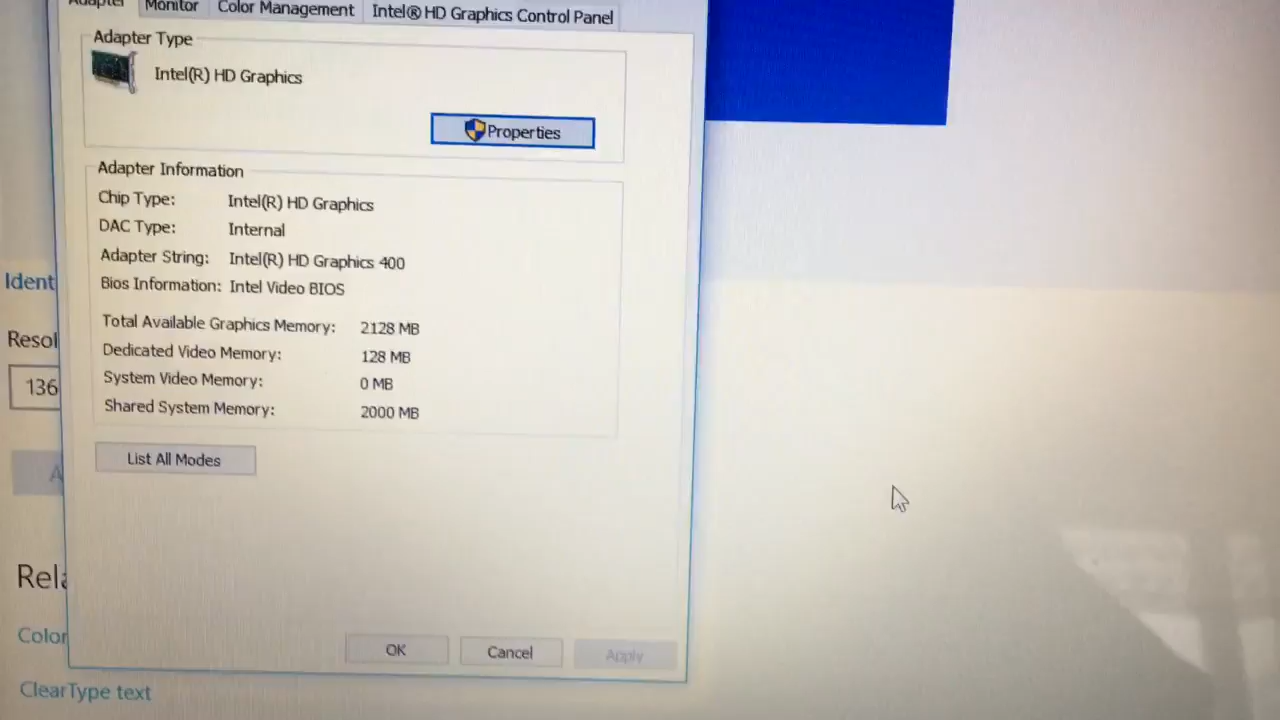 Adapter Monitor Color Management Intel® HD Graphics Control Panel
Adapter Type
Intel(R) HD Graphics
Properties
Adapter Information
Chip Type: Intel(R) HD Graphics
DAC Type: Internal
Adapter String: Intel(R) HD Graphics 400
Bios Information: Intel Video BIOS
Total Available Graphics Memory: 2128 MB
Dedicated Video Memory: 128 MB
System Video Memory: 0 MB
Shared System Memory: 2000 MB
List All Modes
OK Cancel Apply
Ident
Resol
136
A
Rela
Color
ClearType text